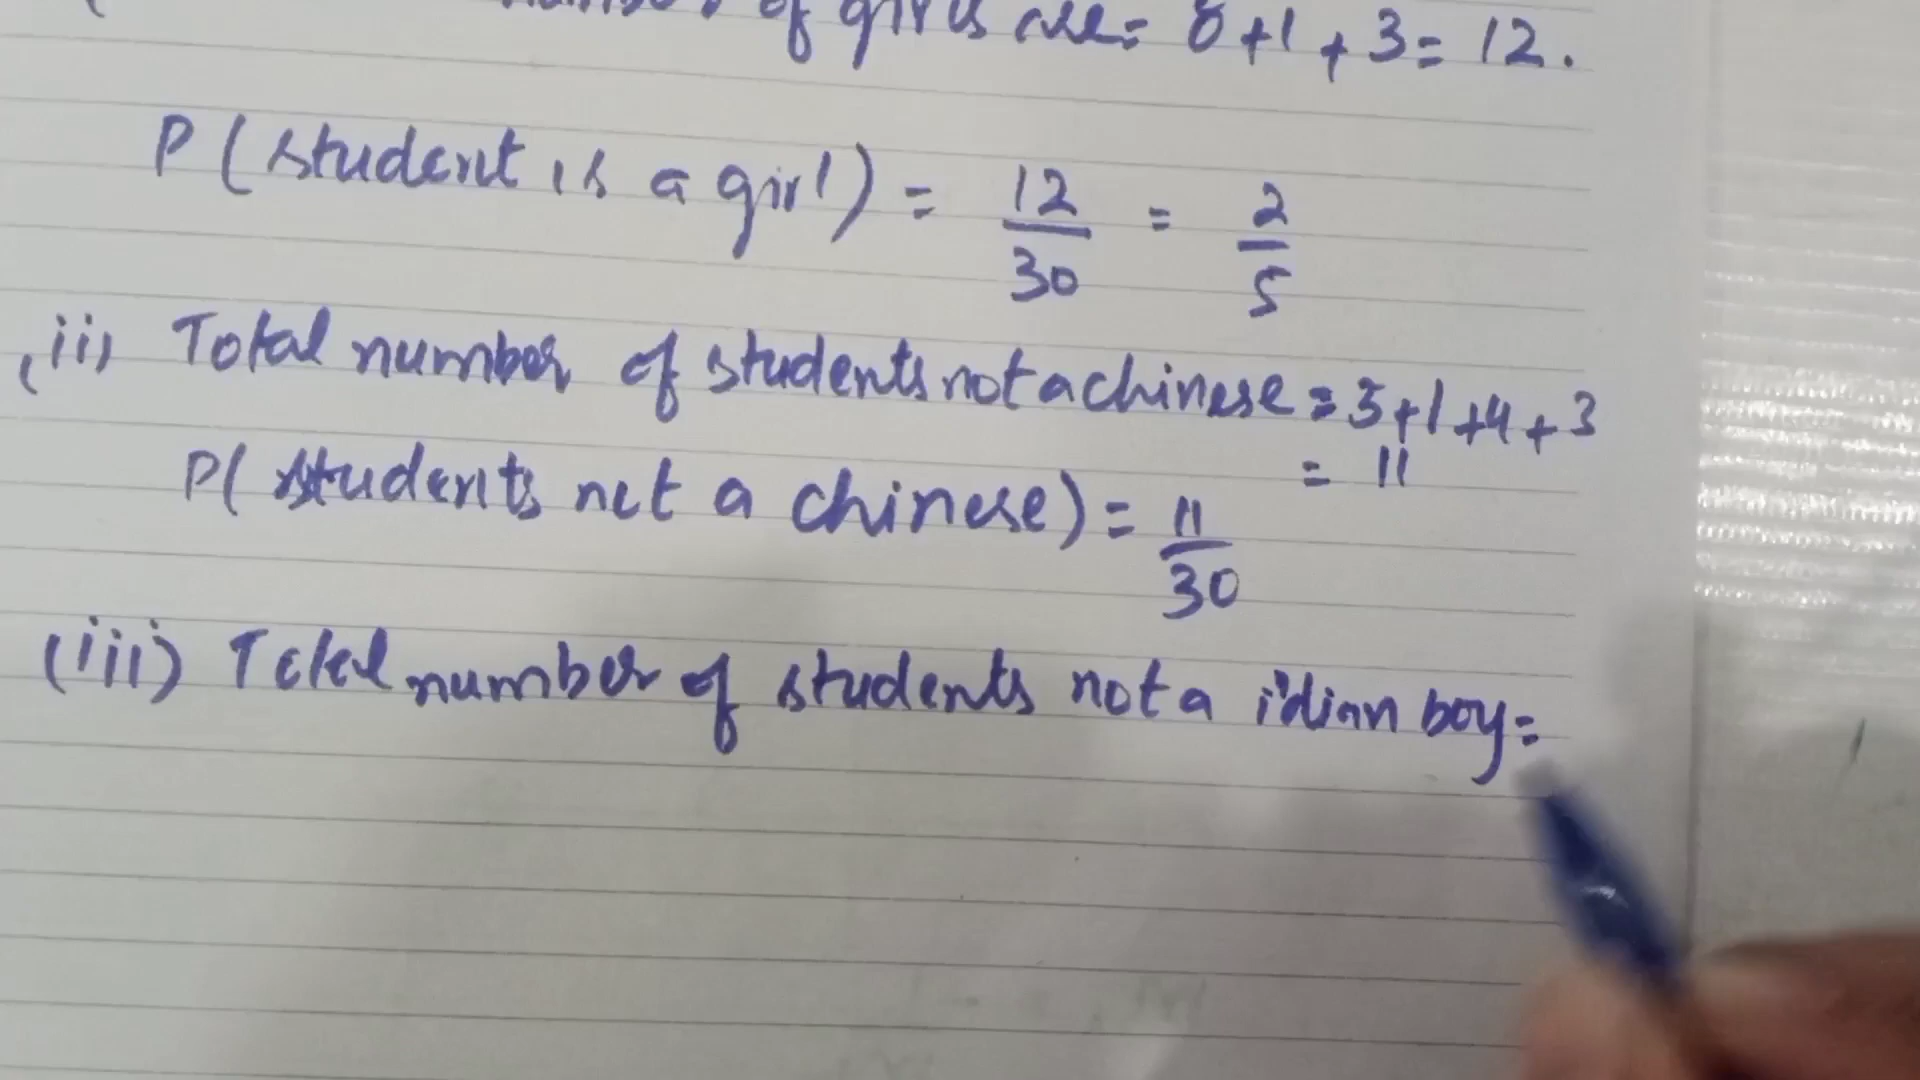 of girls are = 8+1+3=12.
P(student is a girl) = 12/30 = 2/5
(ii) Total number of students not a chinese = 3+1+4+3
= 11
P( students not a chinese) = 11/30
(iii) Total number of students not a idian boy=